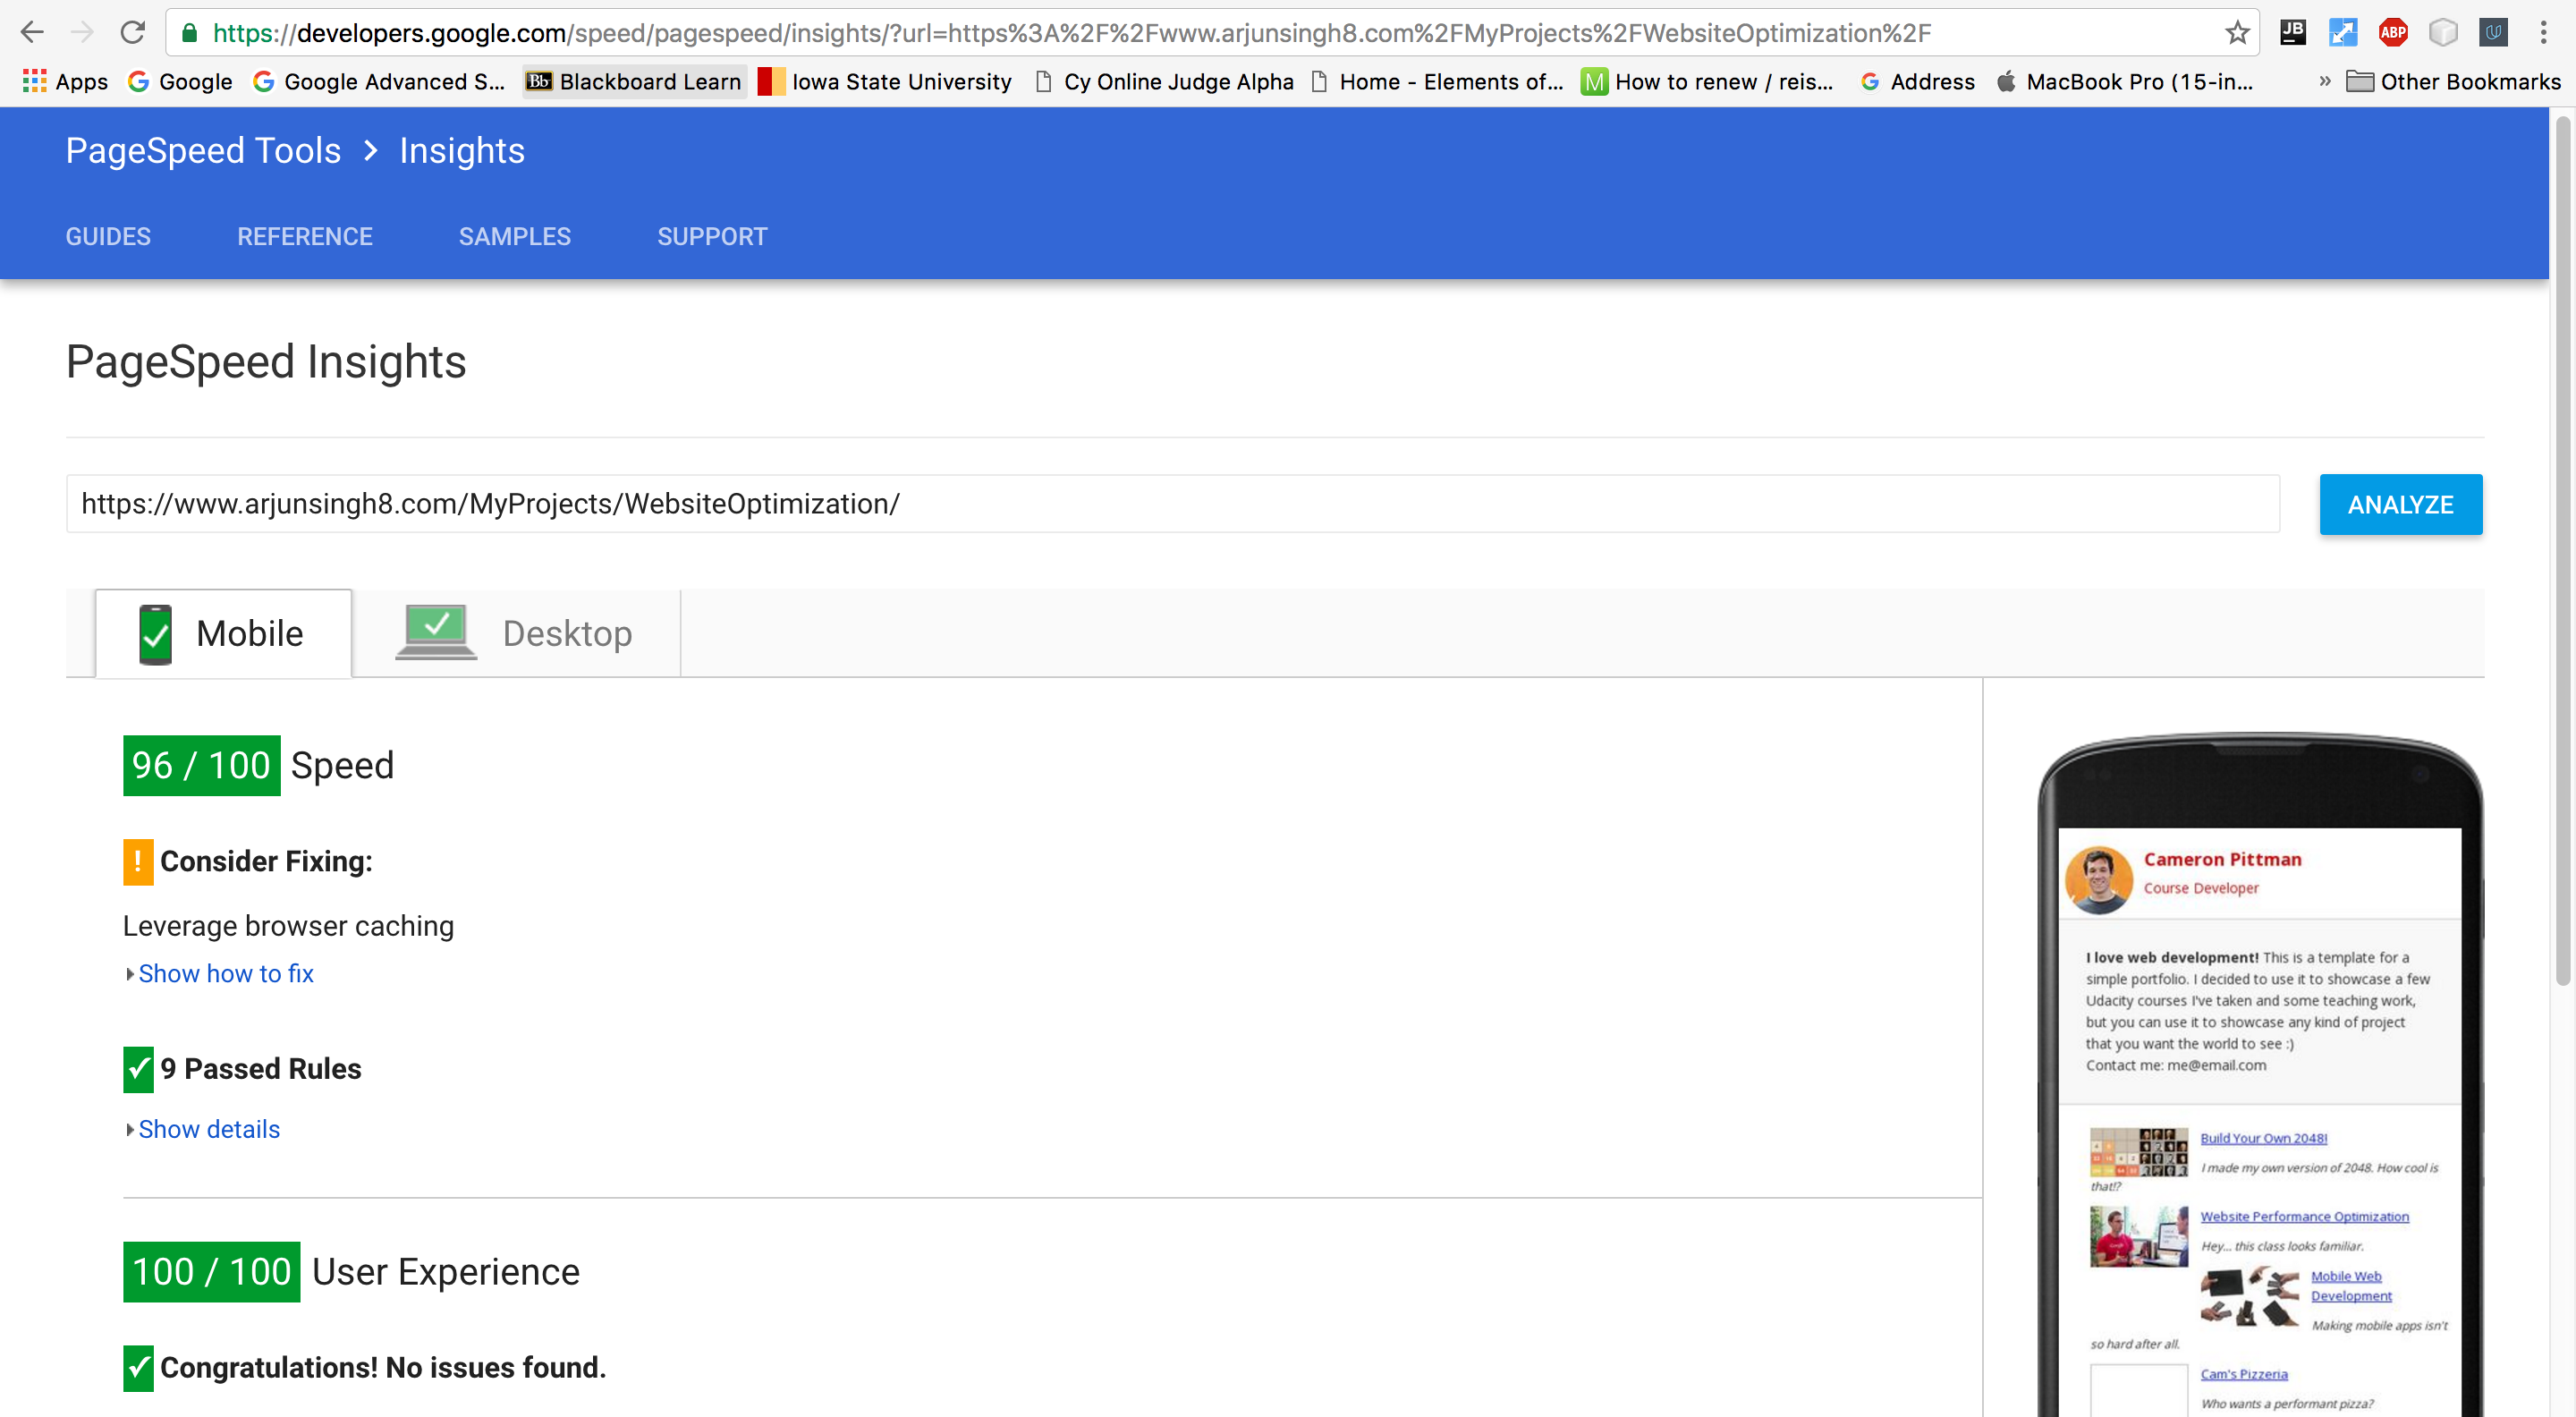 https://developers.google.com/speed/pagespeed/insights/?url=https%3A%2F%2Fwww.arjunsingh8.com%2FMyProjects%2FWebsiteOptimization%2F
JB
ABP
Apps
Google
Google Advanced S...
Bb
Blackboard Learn
Iowa State University
Cy Online Judge Alpha
Home - Elements of...
M
How to renew / reis...
Address
MacBook Pro (15-in...
»
Other Bookmarks
PageSpeed Tools > Insights
GUIDES
REFERENCE
SAMPLES
SUPPORT
PageSpeed Insights
https://www.arjunsingh8.com/MyProjects/WebsiteOptimization/
ANALYZE
Mobile
Desktop
96 / 100 Speed
! Consider Fixing:
Leverage browser caching
Show how to fix
9 Passed Rules
Show details
100 / 100 User Experience
Congratulations! No issues found.
Cameron Pittman
Course Developer
I love web development! This is a template for a
simple portfolio. I decided to use it to showcase a few
Udacity courses I've taken and some teaching work,
but you can use it to showcase any kind of project
that you want the world to see :)
Contact me: me@email.com
Build Your Own 2048!
I made my own version of 2048. How cool is
that!?
Website Performance Optimization
Hey... this class looks familiar.
Mobile Web
Development
Making mobile apps isn't
so hard after all.
Cam's Pizzeria
Who wants a performant pizza?